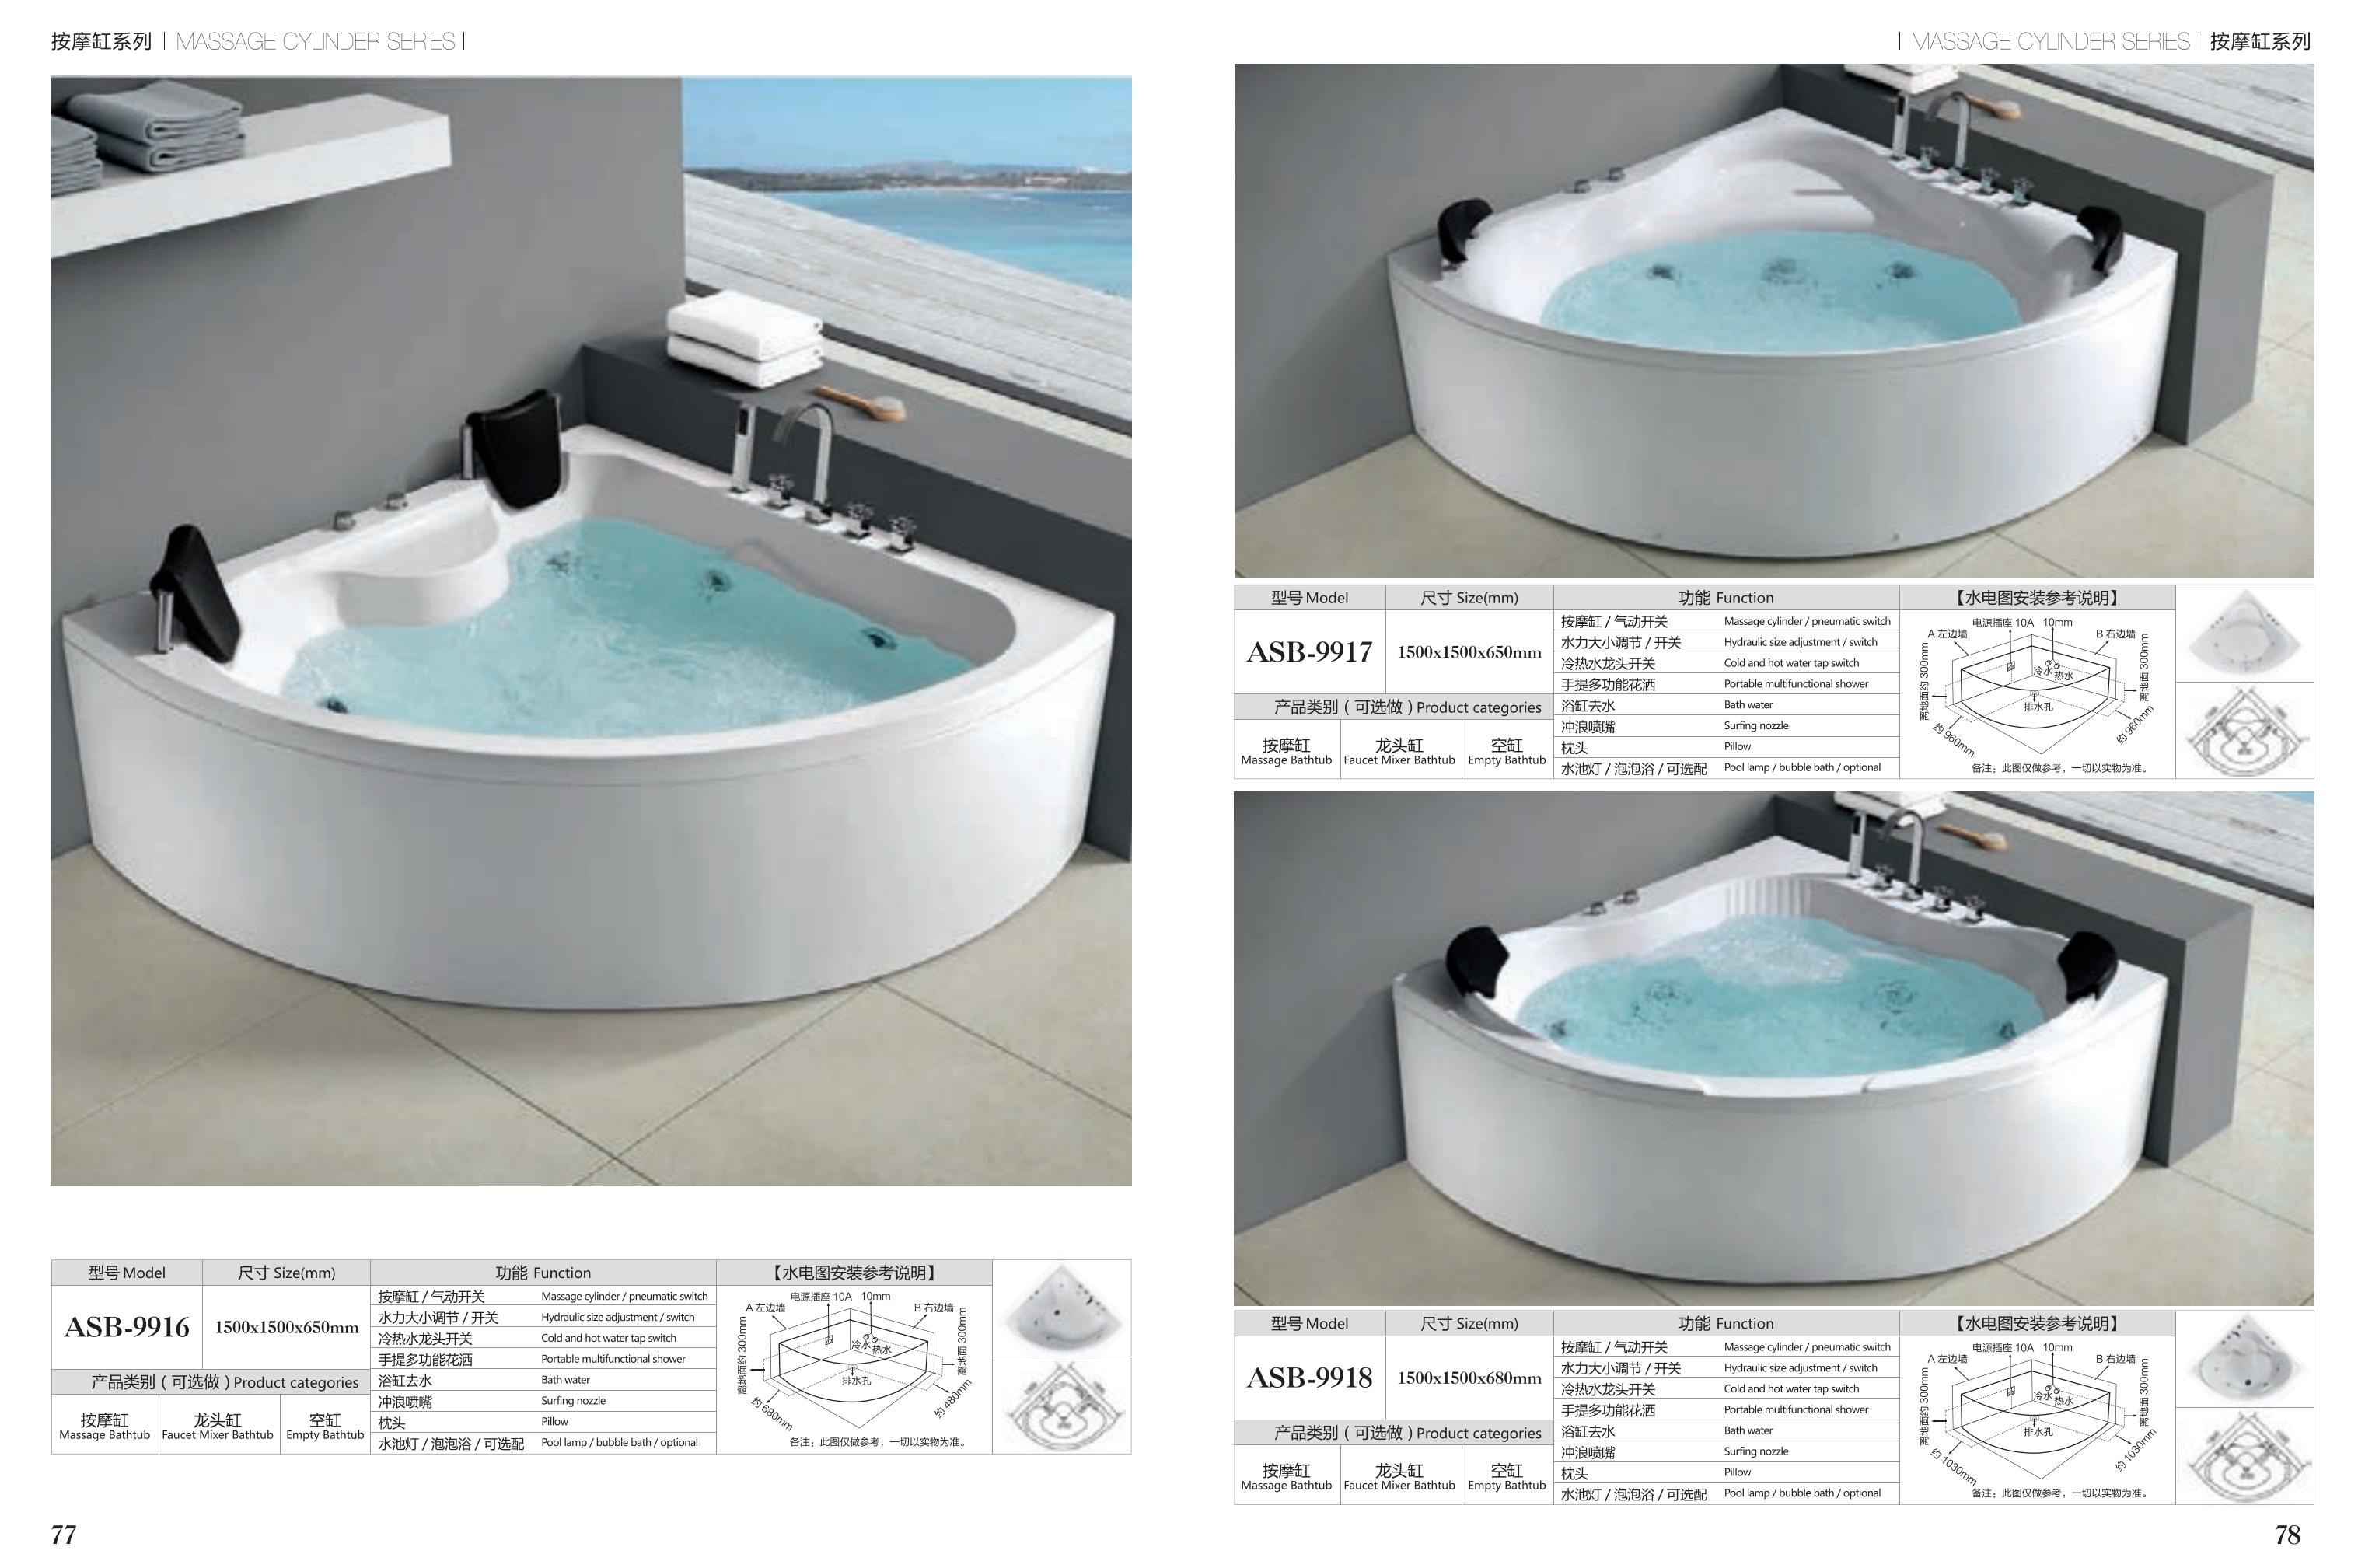 按摩缸系列 | MASSAGE CYLINDER SERIES |
型号 Model
尺寸 Size(mm)
功能 Function
【水电图安装参考说明】
ASB-9916
1500x1500x650mm
按摩缸 / 气动开关 Massage cylinder / pneumatic switch
水力大小调节 / 开关 Hydraulic size adjustment / switch
冷热水龙头开关 Cold and hot water tap switch
手提多功能花洒 Portable multifunctional shower
浴缸去水 Bath water
冲浪喷嘴 Surfing nozzle
枕头 Pillow
水池灯 / 泡泡浴 / 可选配 Pool lamp / bubble bath / optional
产品类别 ( 可选做 ) Product categories
按摩缸
Massage Bathtub
龙头缸
Faucet Mixer Bathtub
空缸
Empty Bathtub
电源插座 10A 10mm
A 左边墙
B 右边墙
离地面约 300mm
离地面 300mm
冷水
热水
排水孔
约 680mm
约 480mm
备注：此图仅做参考，一切以实物为准。
77
| MASSAGE CYLINDER SERIES | 按摩缸系列
型号 Model
尺寸 Size(mm)
功能 Function
【水电图安装参考说明】
ASB-9917
1500x1500x650mm
按摩缸 / 气动开关 Massage cylinder / pneumatic switch
水力大小调节 / 开关 Hydraulic size adjustment / switch
冷热水龙头开关 Cold and hot water tap switch
手提多功能花洒 Portable multifunctional shower
浴缸去水 Bath water
冲浪喷嘴 Surfing nozzle
枕头 Pillow
水池灯 / 泡泡浴 / 可选配 Pool lamp / bubble bath / optional
产品类别 ( 可选做 ) Product categories
按摩缸
Massage Bathtub
龙头缸
Faucet Mixer Bathtub
空缸
Empty Bathtub
电源插座 10A 10mm
A 左边墙
B 右边墙
离地面约 300mm
离地面 300mm
冷水
热水
排水孔
约 960mm
约 960mm
备注：此图仅做参考，一切以实物为准。
型号 Model
尺寸 Size(mm)
功能 Function
【水电图安装参考说明】
ASB-9918
1500x1500x680mm
按摩缸 / 气动开关 Massage cylinder / pneumatic switch
水力大小调节 / 开关 Hydraulic size adjustment / switch
冷热水龙头开关 Cold and hot water tap switch
手提多功能花洒 Portable multifunctional shower
浴缸去水 Bath water
冲浪喷嘴 Surfing nozzle
枕头 Pillow
水池灯 / 泡泡浴 / 可选配 Pool lamp / bubble bath / optional
产品类别 ( 可选做 ) Product categories
按摩缸
Massage Bathtub
龙头缸
Faucet Mixer Bathtub
空缸
Empty Bathtub
电源插座 10A 10mm
A 左边墙
B 右边墙
离地面约 300mm
离地面 300mm
冷水
热水
排水孔
约 1030mm
约 1030mm
备注：此图仅做参考，一切以实物为准。
78